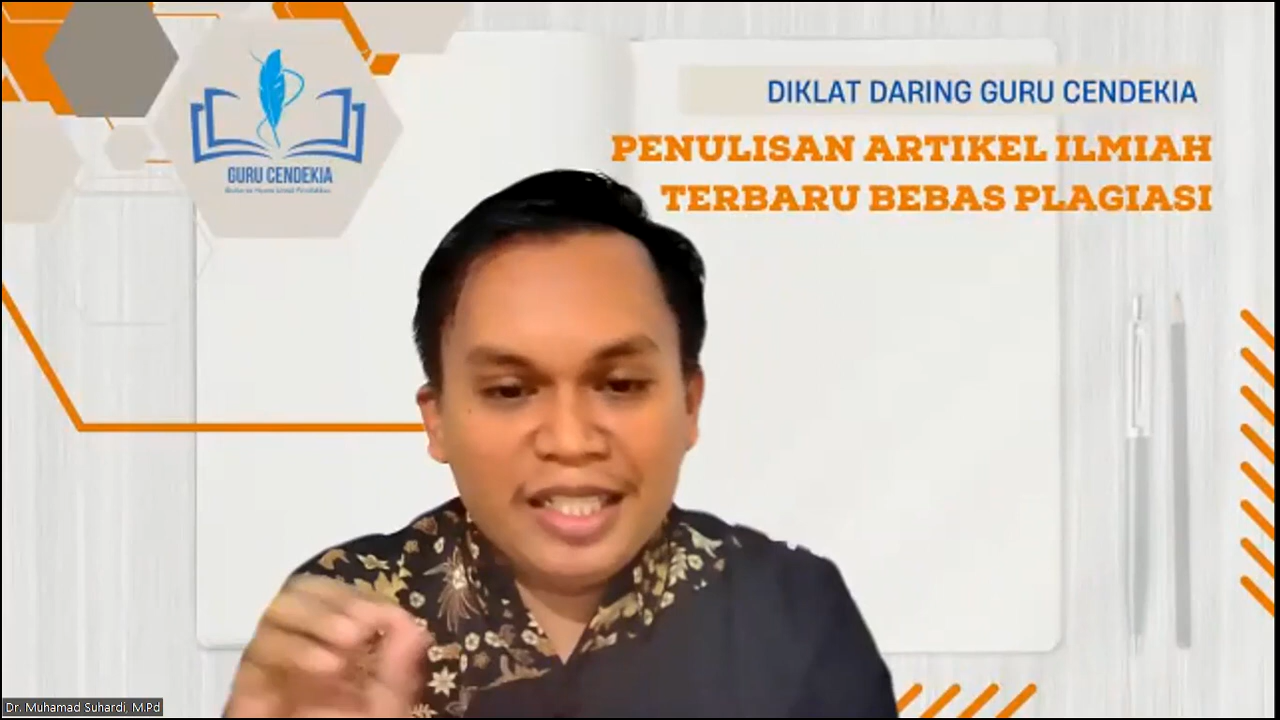 DIKLAT DARING GURU CENDEKIA
PENULISAN ARTIKEL ILMIAH
TERBARU BEBAS PLAGIASI
GURU CENDEKIA
Dr. Muhamad Suhardi, M.Pd